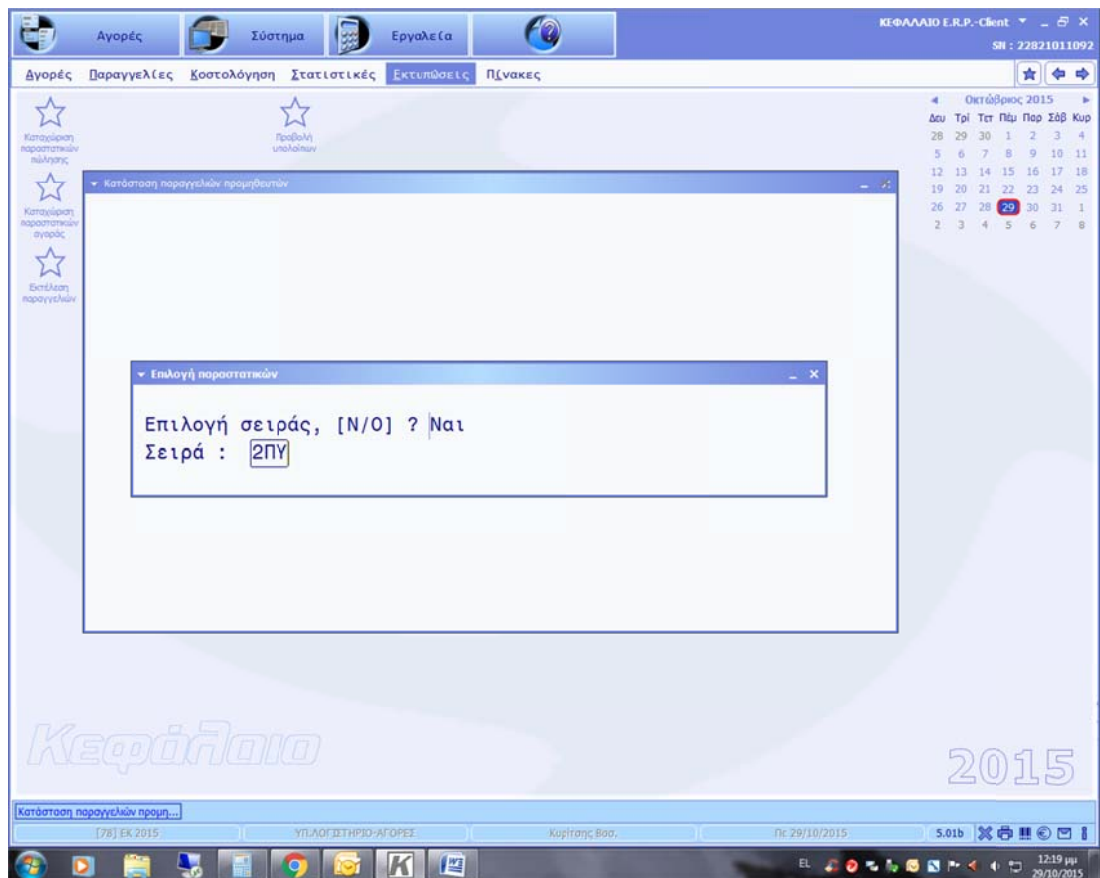 Αγορές Σύστημα Εργαλεία
ΚΕΦΑΛΑΙΟ E.R.P.-Client
SN : 22821011092
Αγορές Παραγγελίες Κοστολόγηση Στατιστικές Εκτυπώσεις Πίνακες
Καταχώριση
παραστατικών
πώλησης
Προβολή
υπολοίπων
Καταχώριση
παραστατικών
αγοράς
Εκτέλεση
παραγγελιών
Οκτώβριος 2015
Δευ Τρί Τετ Πέμ Παρ Σάβ Κυρ
28 29 30 1 2 3 4
5 6 7 8 9 10 11
12 13 14 15 16 17 18
19 20 21 22 23 24 25
26 27 28 29 30 31 1
2 3 4 5 6 7 8
Κατάσταση παραγγελιών προμηθευτών
Επιλογή παραστατικών
Επιλογή σειράς, [Ν/Ο] ? Ναι
Σειρά : 2ΠΥ
Κεφάλαιο
2015
Κατάσταση παραγγελιών προμη...
[78] ΕΚ 2015 ΥΠ.ΛΟΓΙΣΤΗΡΙΟ-ΑΓΟΡΕΣ Κυρίτσης Βασ. Πε 29/10/2015 5.01b
EL 12:19 μμ
29/10/2015